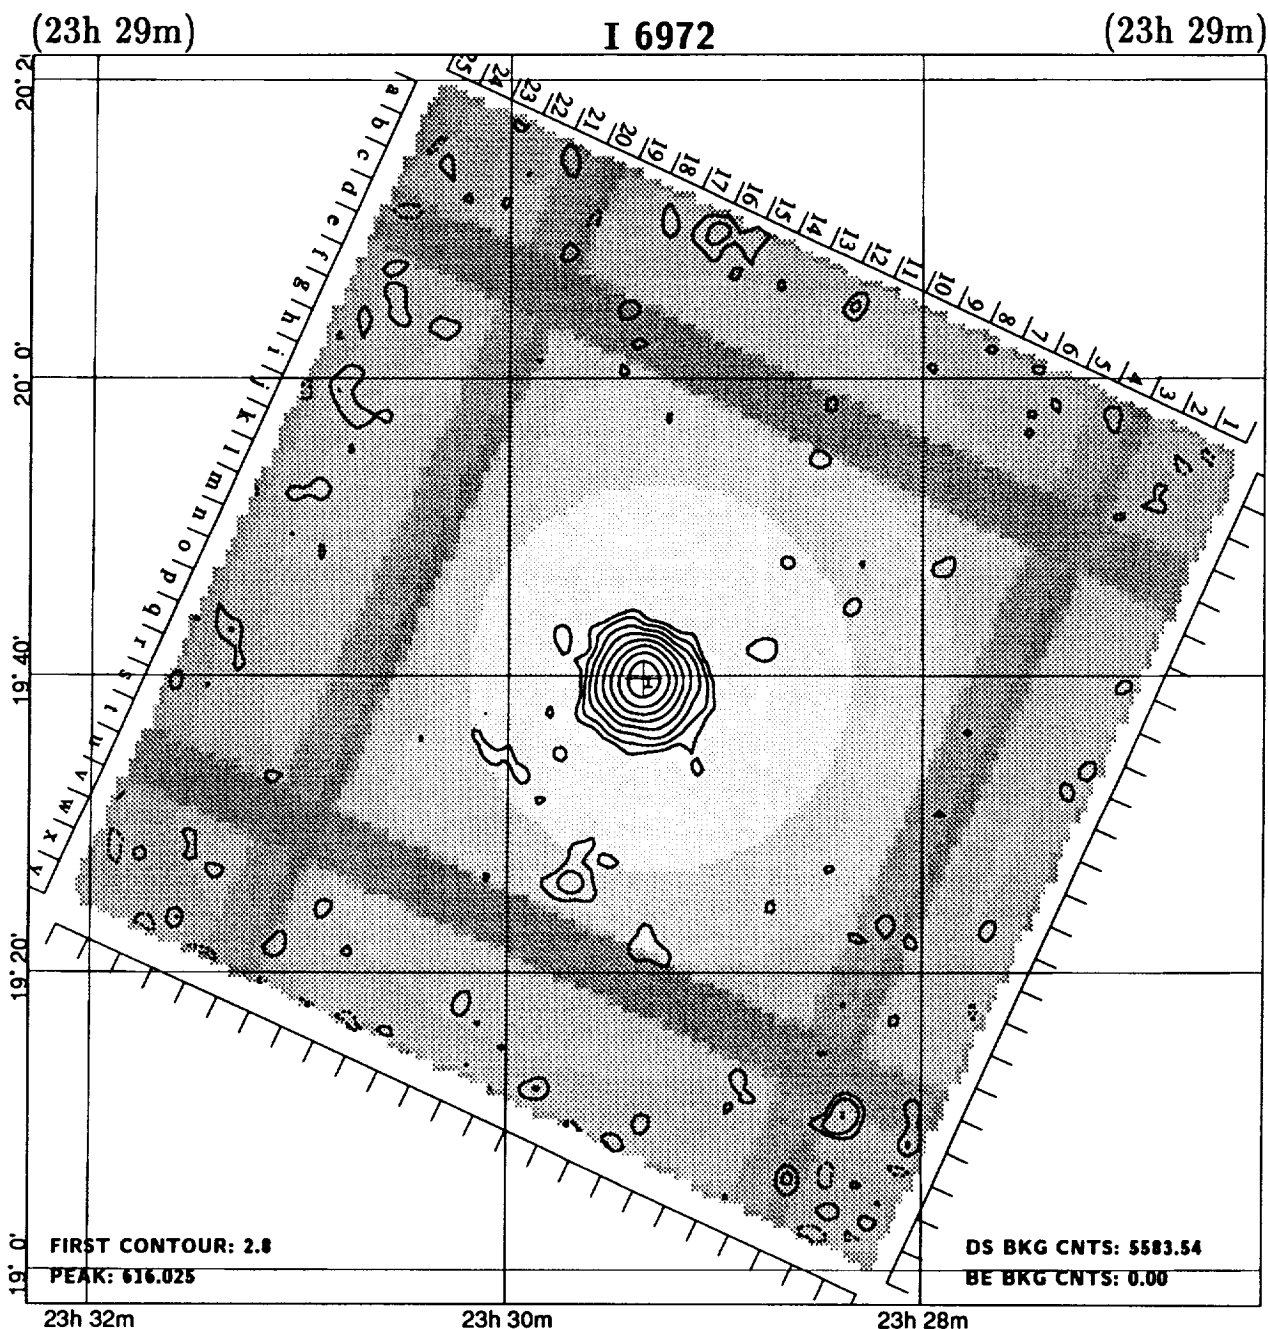 (23h 29m) I 6972 (23h 29m)
25 24 23 22 21 20 19 18 17 16 15 14 13 12 11 10 9 8 7 6 5 4 3 2 1
a b c d e f g h i j k l m n o p q r s t u v w x y
20° 2
20° 0'
19° 40'
19° 20'
19° 0'
FIRST CONTOUR: 2.8
PEAK: 616.025
DS BKG CNTS: 5583.54
BE BKG CNTS: 0.00
23h 32m 23h 30m 23h 28m